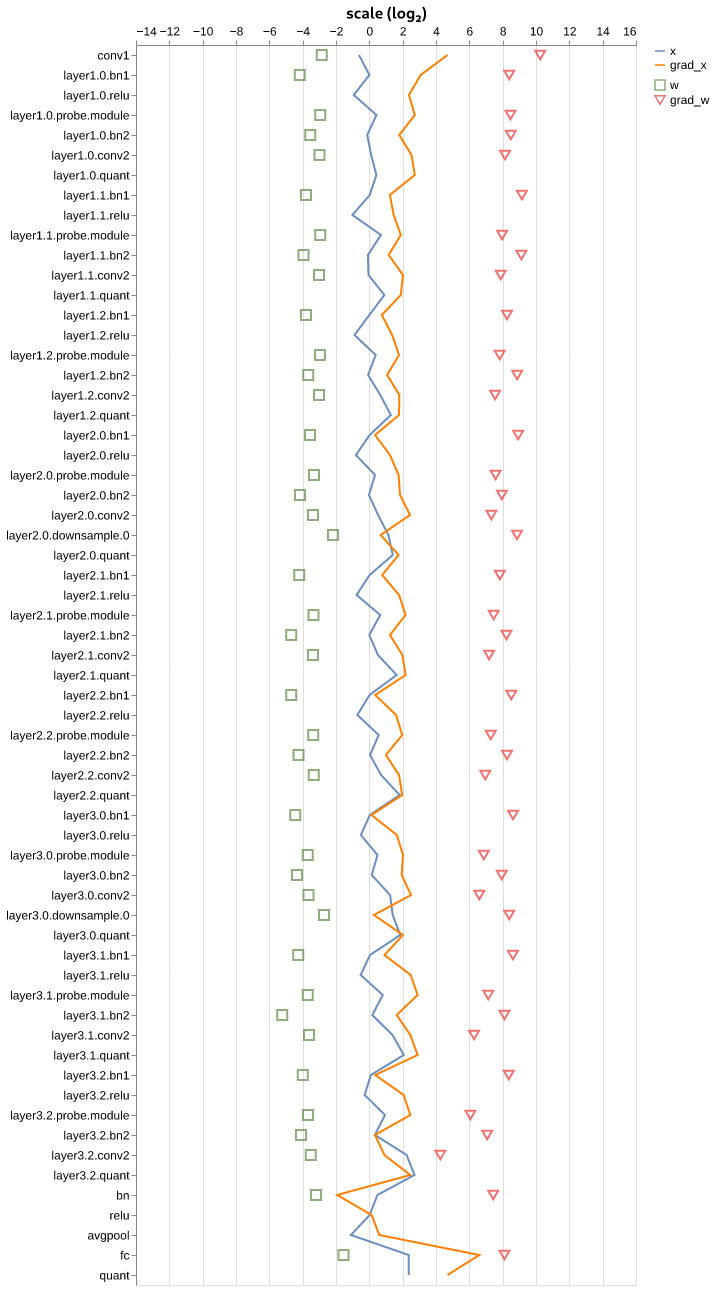 scale (log₂)
−14 −12 −10 −8 −6 −4 −2 0 2 4 6 8 10 12 14 16
x
grad_x
w
grad_w
conv1
layer1.0.bn1
layer1.0.relu
layer1.0.probe.module
layer1.0.bn2
layer1.0.conv2
layer1.0.quant
layer1.1.bn1
layer1.1.relu
layer1.1.probe.module
layer1.1.bn2
layer1.1.conv2
layer1.1.quant
layer1.2.bn1
layer1.2.relu
layer1.2.probe.module
layer1.2.bn2
layer1.2.conv2
layer1.2.quant
layer2.0.bn1
layer2.0.relu
layer2.0.probe.module
layer2.0.bn2
layer2.0.conv2
layer2.0.downsample.0
layer2.0.quant
layer2.1.bn1
layer2.1.relu
layer2.1.probe.module
layer2.1.bn2
layer2.1.conv2
layer2.1.quant
layer2.2.bn1
layer2.2.relu
layer2.2.probe.module
layer2.2.bn2
layer2.2.conv2
layer2.2.quant
layer3.0.bn1
layer3.0.relu
layer3.0.probe.module
layer3.0.bn2
layer3.0.conv2
layer3.0.downsample.0
layer3.0.quant
layer3.1.bn1
layer3.1.relu
layer3.1.probe.module
layer3.1.bn2
layer3.1.conv2
layer3.1.quant
layer3.2.bn1
layer3.2.relu
layer3.2.probe.module
layer3.2.bn2
layer3.2.conv2
layer3.2.quant
bn
relu
avgpool
fc
quant